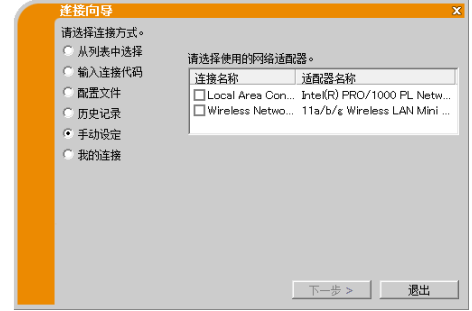 连接向导
x
请选择连接方式。
从列表中选择
输入连接代码
配置文件
历史记录
手动设定
我的连接
请选择使用的网络适配器。
连接名称 适配器名称
Local Area Con... Intel(R) PRO/1000 PL Netw...
Wireless Netwo... 11a/b/g Wireless LAN Mini ...
下一步 >
退出